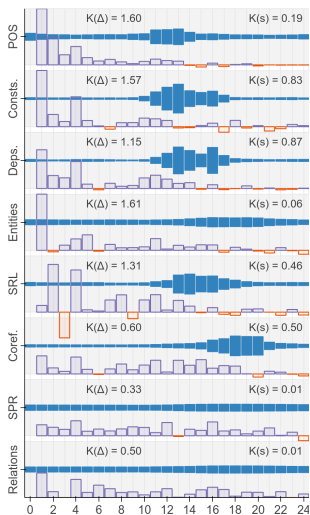 POS K(Δ) = 1.60 K(s) = 0.19
Consts. K(Δ) = 1.57 K(s) = 0.83
Deps. K(Δ) = 1.15 K(s) = 0.87
Entities K(Δ) = 1.61 K(s) = 0.06
SRL K(Δ) = 1.31 K(s) = 0.46
Coref. K(Δ) = 0.60 K(s) = 0.50
SPR K(Δ) = 0.33 K(s) = 0.01
Relations K(Δ) = 0.50 K(s) = 0.01
0 2 4 6 8 10 12 14 16 18 20 22 24